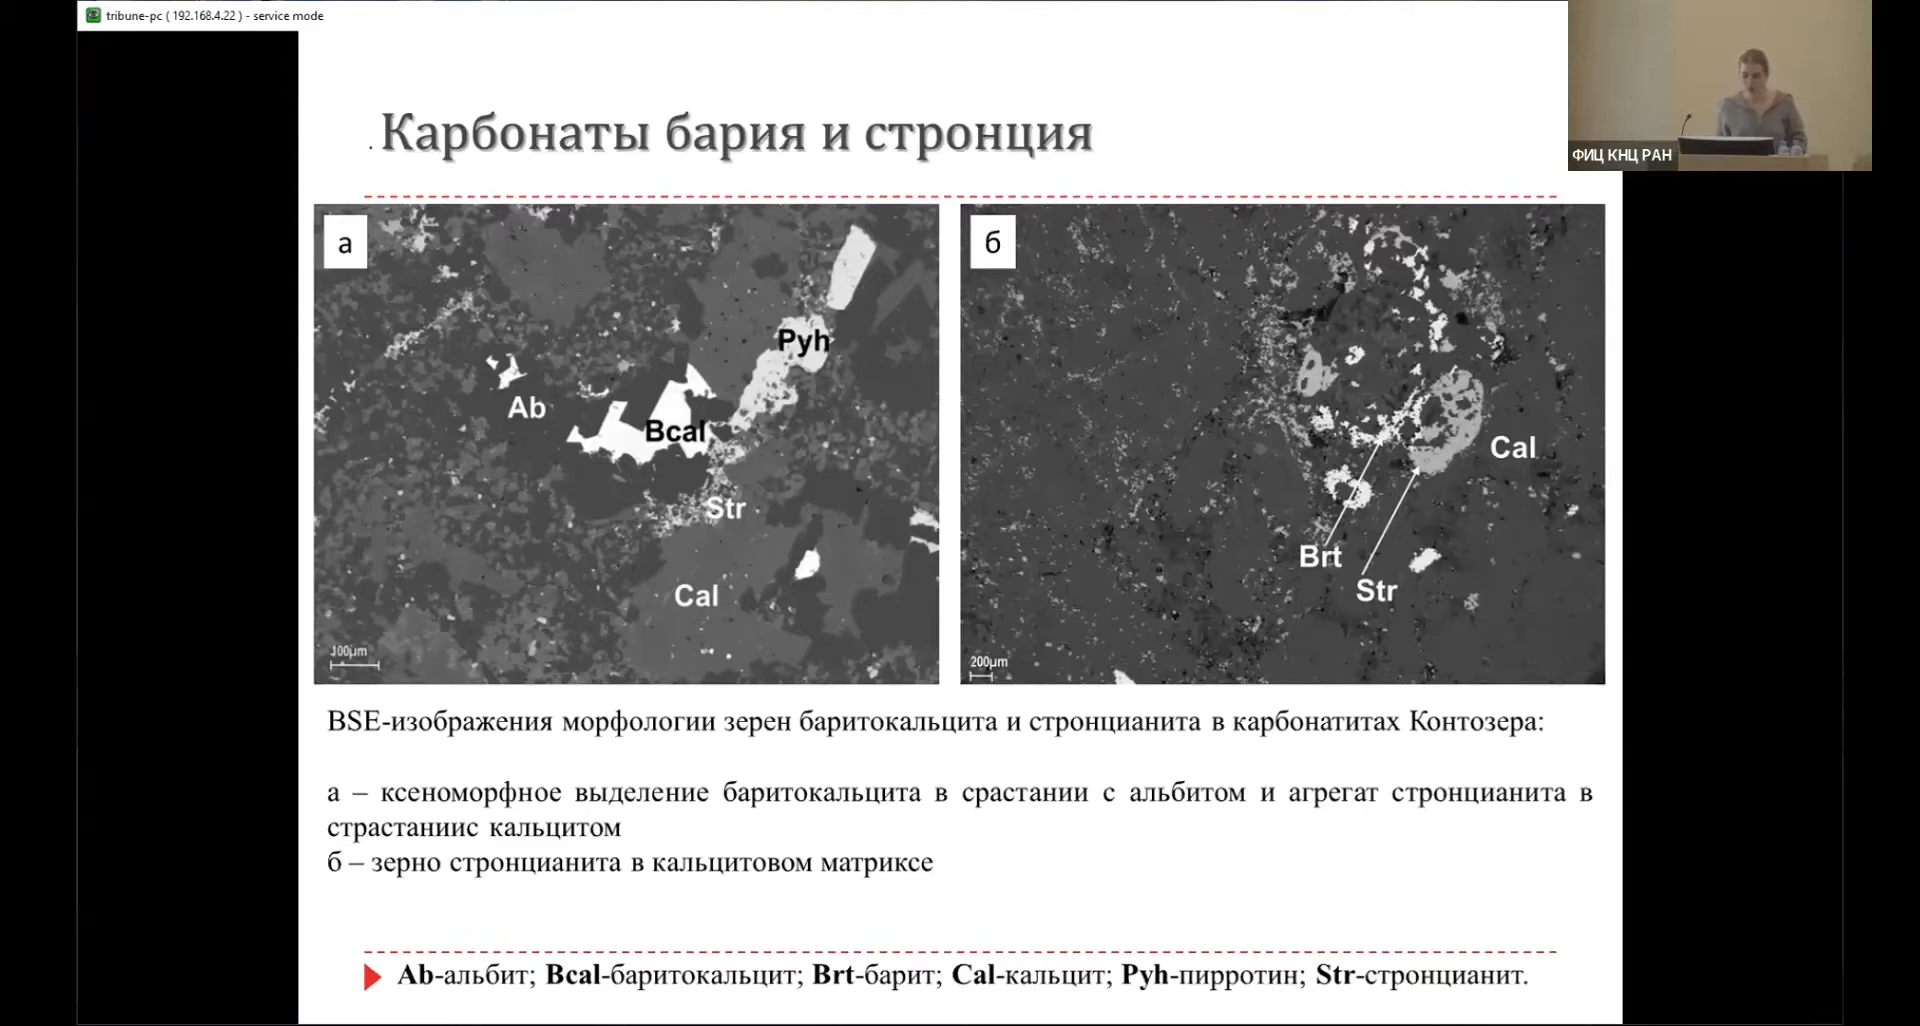 tribune-pc ( 192.168.4.22 ) - service mode
ФИЦ КНЦ РАН
. Карбонаты бария и стронция
а
Pyh
Ab
Bcal
Str
Cal
100μm
б
Cal
Brt
Str
200μm
BSE-изображения морфологии зерен баритокальцита и стронцианита в карбонатитах Контозера:
а – ксеноморфное выделение баритокальцита в срастании с альбитом и агрегат стронцианита в
страстаниис кальцитом
б – зерно стронцианита в кальцитовом матриксе
Ab-альбит; Bcal-баритокальцит; Brt-барит; Cal-кальцит; Pyh-пирротин; Str-стронцианит.